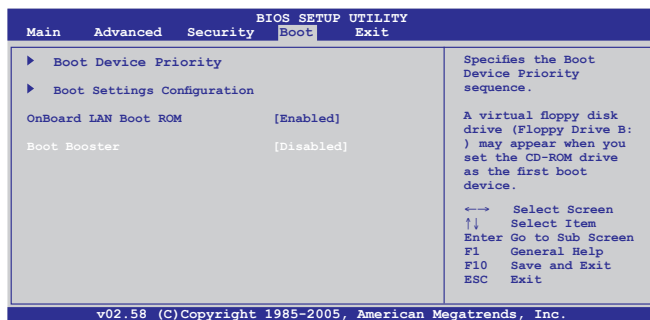 BIOS SETUP UTILITY
Main Advanced Security Boot Exit
Boot Device Priority
Boot Settings Configuration
OnBoard LAN Boot ROM [Enabled]
Boot Booster [Disabled]
Specifies the Boot
Device Priority
sequence.
A virtual floppy disk
drive (Floppy Drive B:
) may appear when you
set the CD-ROM drive
as the first boot
device.
←→ Select Screen
↑↓ Select Item
Enter Go to Sub Screen
F1 General Help
F10 Save and Exit
ESC Exit
v02.58 (C)Copyright 1985-2005, American Megatrends, Inc.